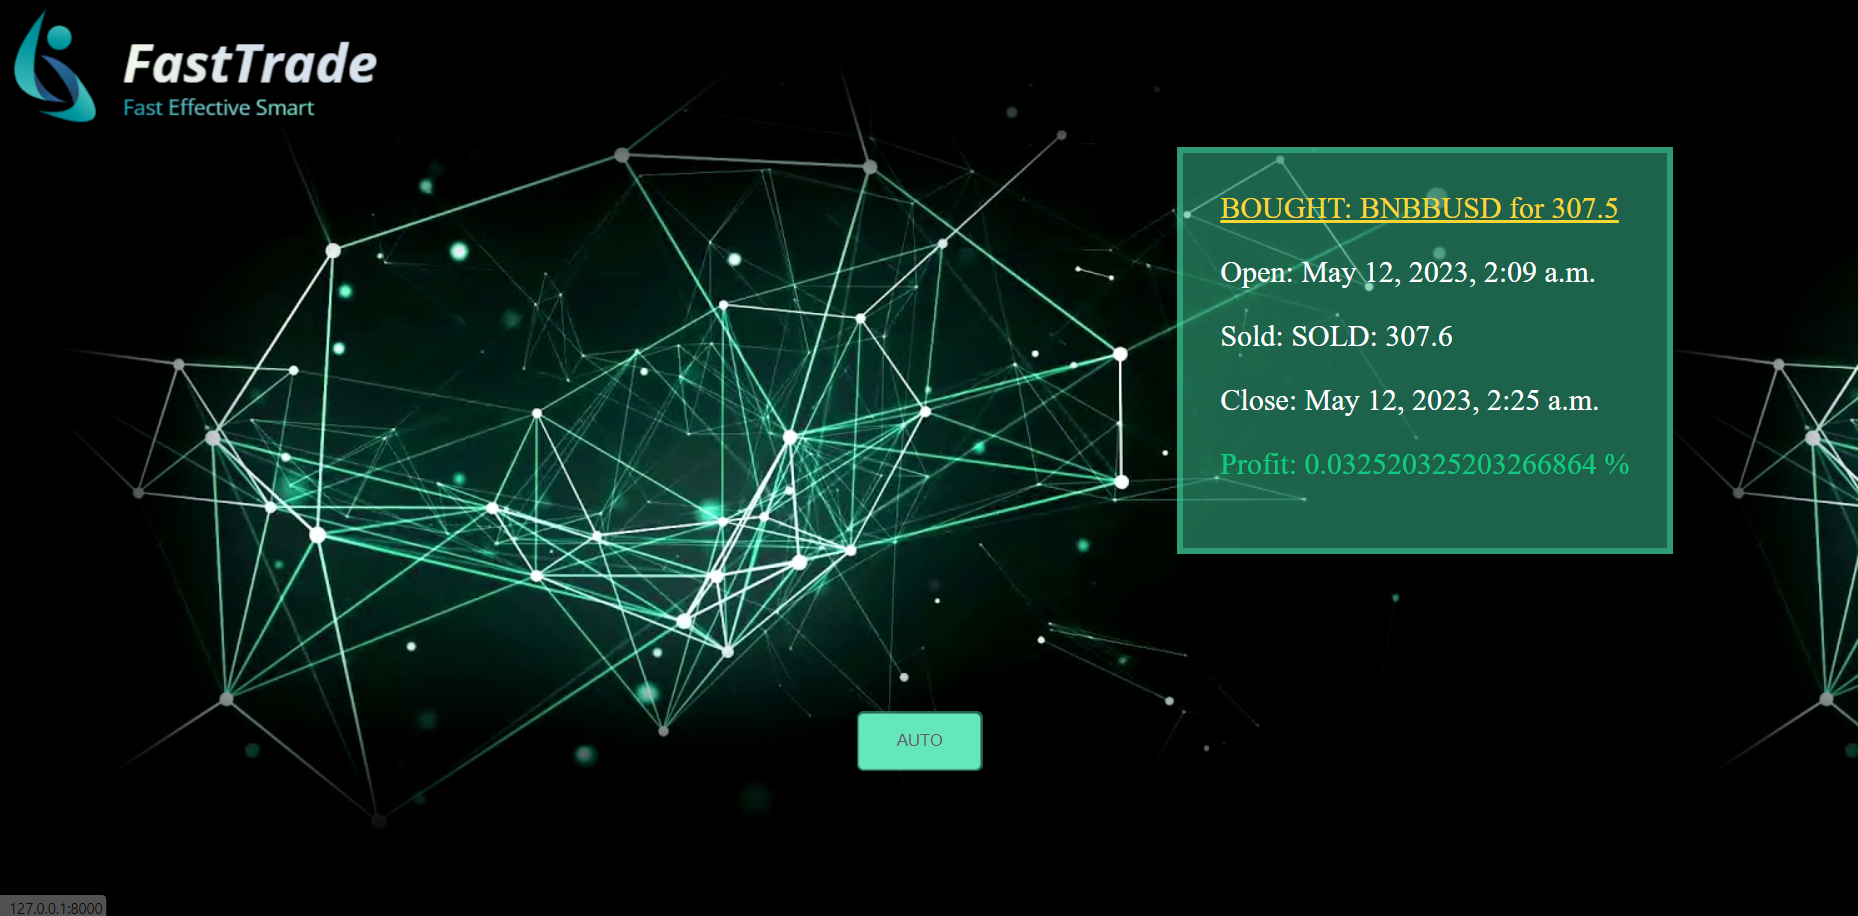 FastTrade
Fast Effective Smart
BOUGHT: BNBBUSD for 307.5
Open: May 12, 2023, 2:09 a.m.
Sold: SOLD: 307.6
Close: May 12, 2023, 2:25 a.m.
Profit: 0.032520325203266864 %
AUTO
127.0.0.1:8000